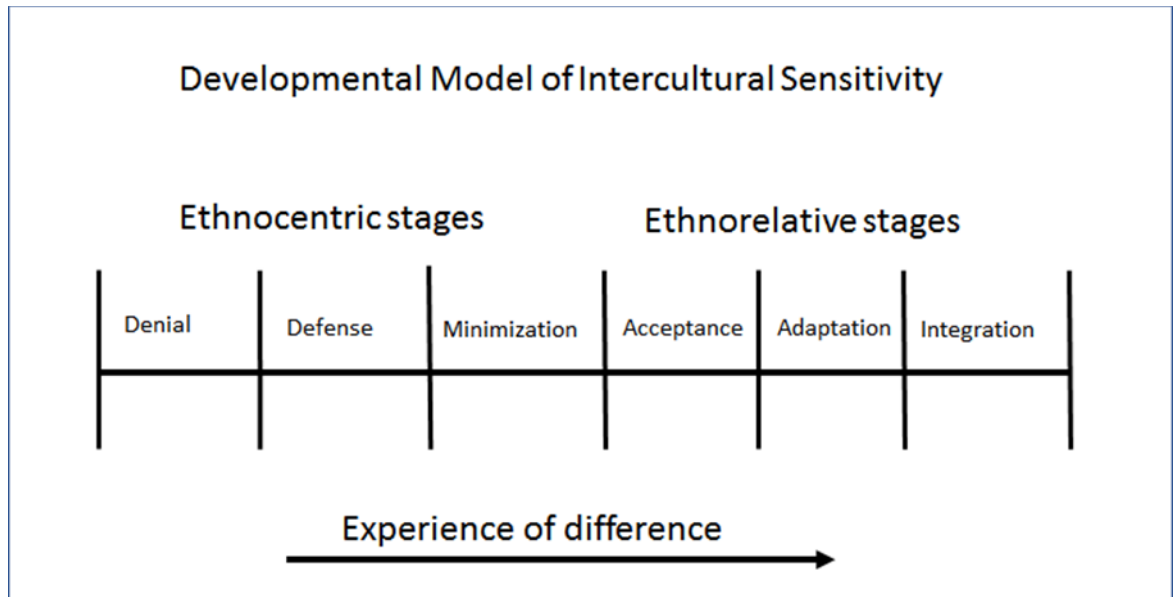 Developmental Model of Intercultural Sensitivity
Ethnocentric stages
Ethnorelative stages
Denial
Defense
Minimization
Acceptance
Adaptation
Integration
Experience of difference